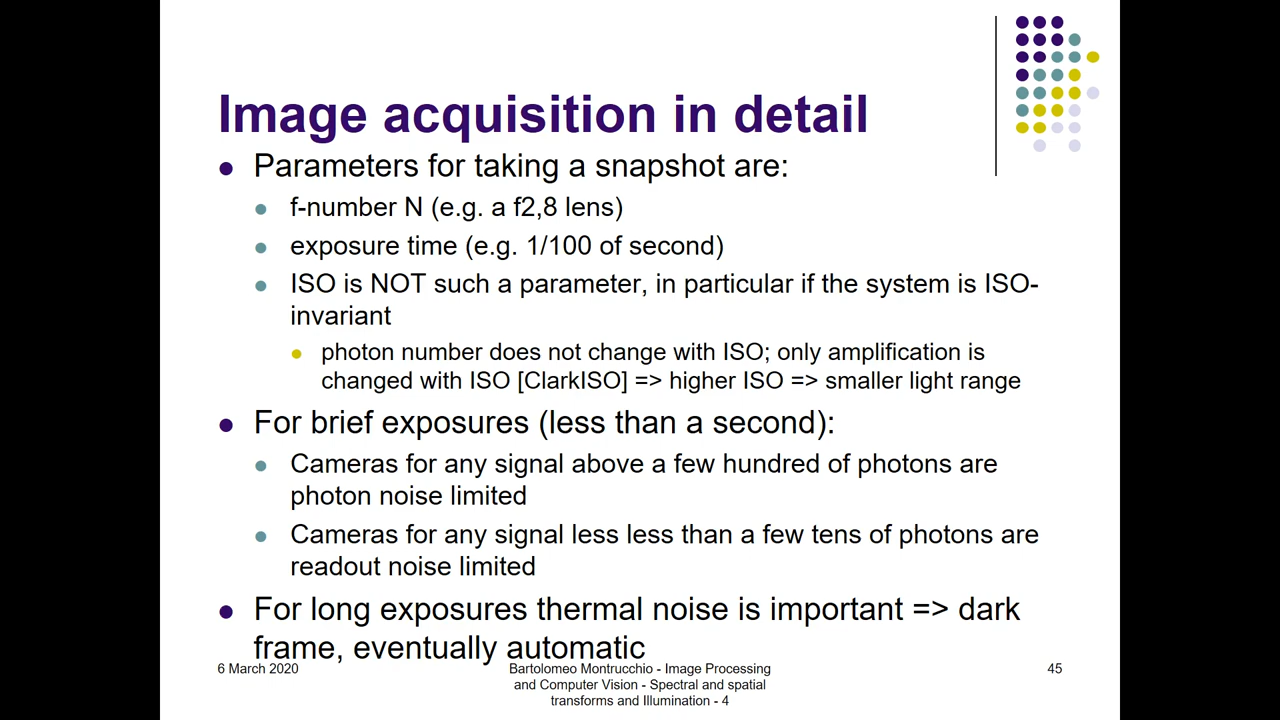 Image acquisition in detail
Parameters for taking a snapshot are:
f-number N (e.g. a f2,8 lens)
exposure time (e.g. 1/100 of second)
ISO is NOT such a parameter, in particular if the system is ISO-
invariant
photon number does not change with ISO; only amplification is
changed with ISO [ClarkISO] => higher ISO => smaller light range
For brief exposures (less than a second):
Cameras for any signal above a few hundred of photons are
photon noise limited
Cameras for any signal less less than a few tens of photons are
readout noise limited
For long exposures thermal noise is important => dark
frame, eventually automatic
6 March 2020
Bartolomeo Montrucchio - Image Processing
and Computer Vision - Spectral and spatial
transforms and Illumination - 4
45